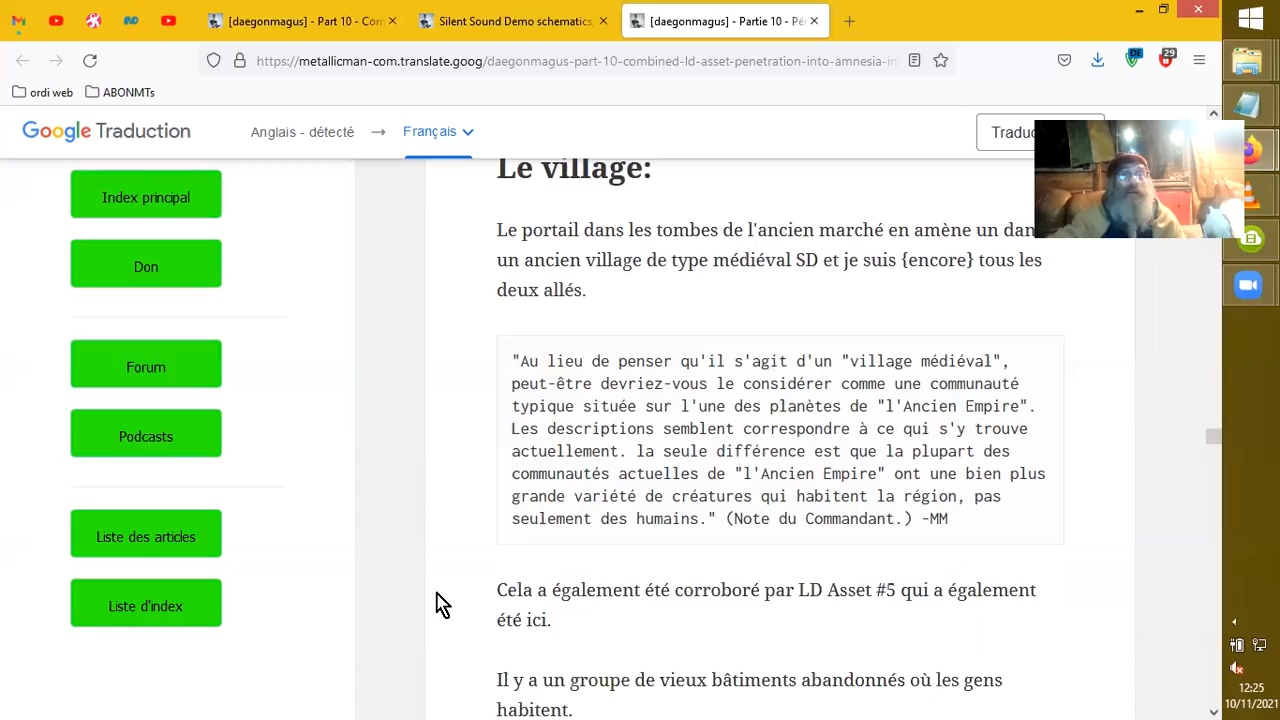 [daegonmagus] - Part 10 - Con
Silent Sound Demo schematics,
[daegonmagus] - Partie 10 - Pé
https://metallicman-com.translate.goog/daegonmagus-part-10-combined-ld-asset-penetration-into-amnesia-in
DE
29
ordi web
ABONMTs
Google Traduction
Anglais - détecté
Français
Traduc
Index principal
Don
Forum
Podcasts
Liste des articles
Liste d'index
Le village:
Le portail dans les tombes de l'ancien marché en amène un dan
un ancien village de type médiéval SD et je suis {encore} tous les
deux allés.
"Au lieu de penser qu'il s'agit d'un "village médiéval",
peut-être devriez-vous le considérer comme une communauté
typique située sur l'une des planètes de "l'Ancien Empire".
Les descriptions semblent correspondre à ce qui s'y trouve
actuellement. la seule différence est que la plupart des
communautés actuelles de "l'Ancien Empire" ont une bien plus
grande variété de créatures qui habitent la région, pas
seulement des humains." (Note du Commandant.) -MM
Cela a également été corroboré par LD Asset #5 qui a également
été ici.
Il y a un groupe de vieux bâtiments abandonnés où les gens
habitent.
12:25
10/11/2021